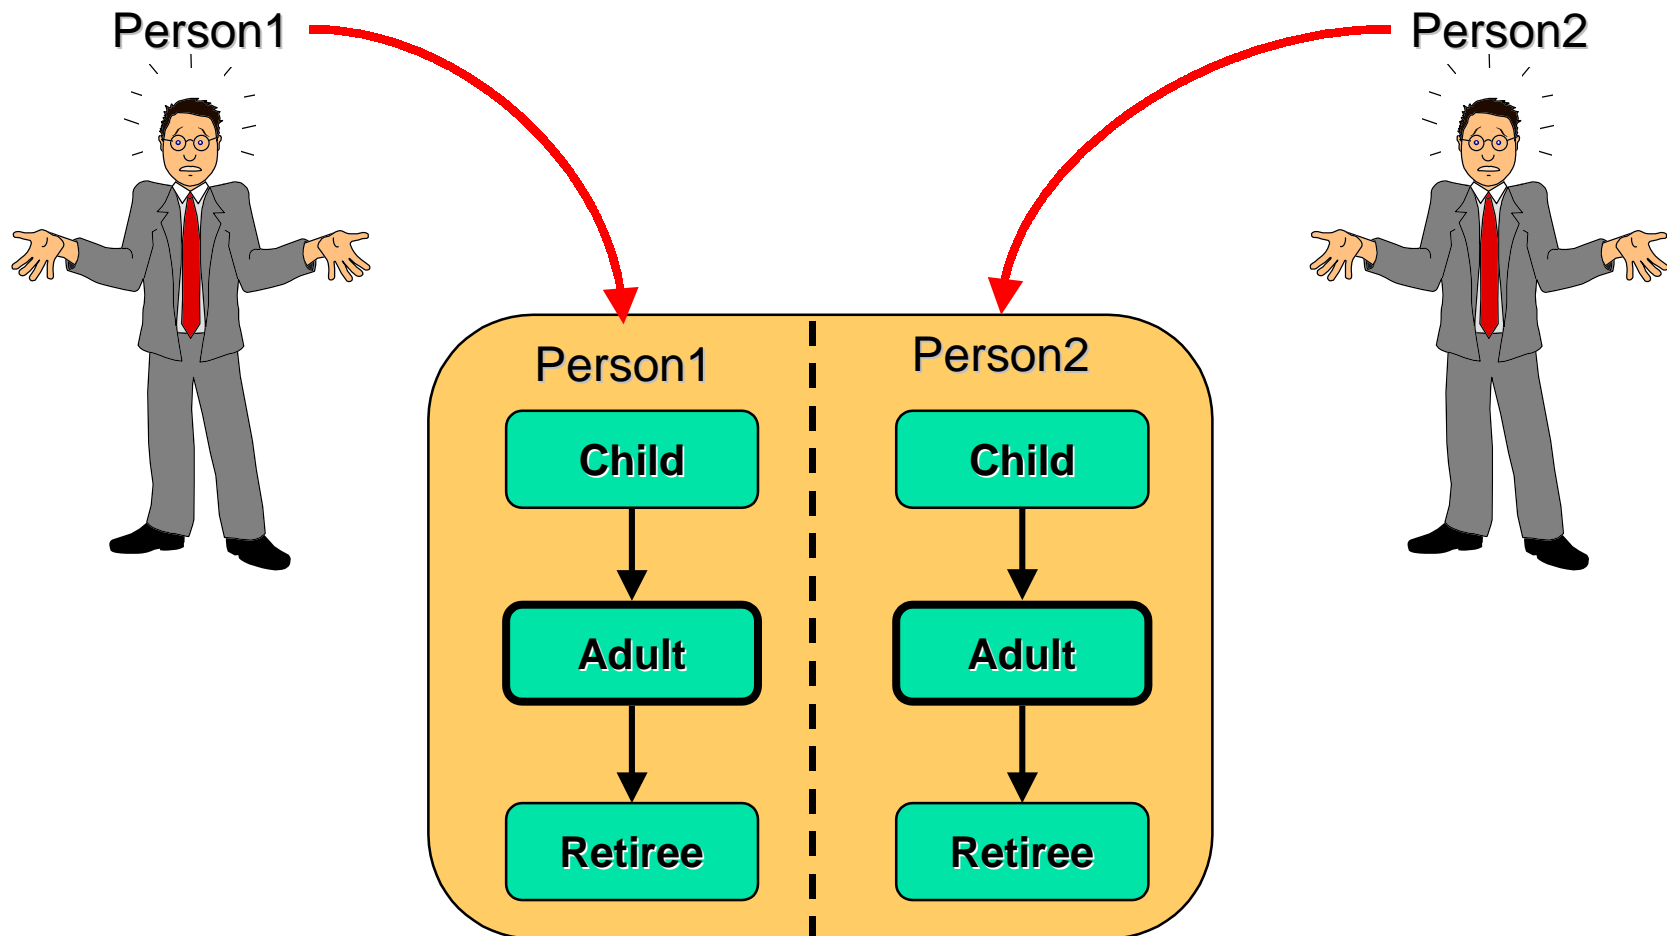 Person1
Person2
Person1
Person2
Child
Child
Adult
Adult
Retiree
Retiree